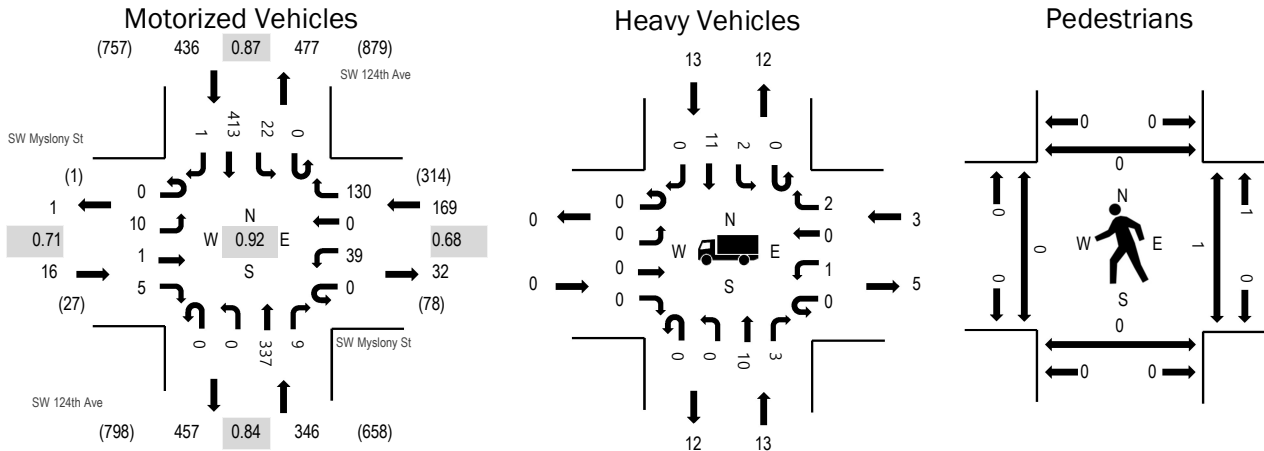 Motorized Vehicles
(757) 436 0.87 477 (879)
SW 124th Ave
SW Myslony St
1 413 22 0
(1)
1
0.71
16
(27)
0
10
1
5
N
W 0.92 E
S
130
0
39
0
(314)
169
0.68
32
(78)
0 0 337 9
SW Myslony St
SW 124th Ave
(798) 457 0.84 346 (658)
Heavy Vehicles
13 12
0 11 2 0
0
0
0
0
0
0
N
W E
S
2
0
1
0
3
5
0 0 10 3
12 13
Pedestrians
0 0
0
0
0
0
N
W E
S
1
1
0
0
0 0